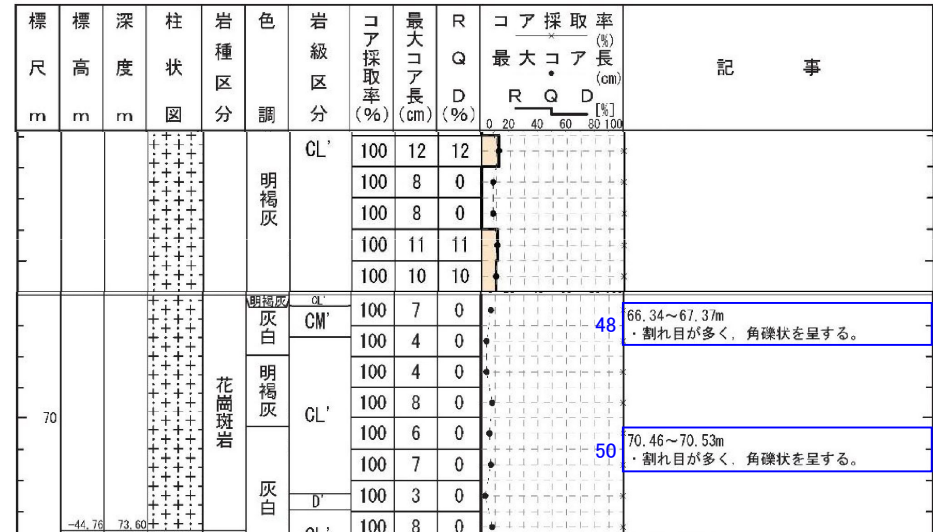 標尺m
標高m
深度m
柱状図
岩種区分
色調
岩級区分
コア採取率(%)
最大コア長(cm)
RQD(%)
コア採取率
(%)
最大コア長
(cm)
RQD
[%]
0 20 40 60 80 100
記事
CL' 100 12 12
明褐灰
100 8 0
100 8 0
100 11 11
100 10 10
明褐灰 CL' 100 7 0
灰白 CM'
48
66.34~67.37m
・割れ目が多く,角礫状を呈する。
100 4 0
明褐灰 100 4 0
花崗斑岩
100 8 0
70
CL'
100 6 0
50
70.46~70.53m
・割れ目が多く,角礫状を呈する。
100 7 0
灰白
100 3 0
D'
-44.76 73.60
CL' 100 8 0